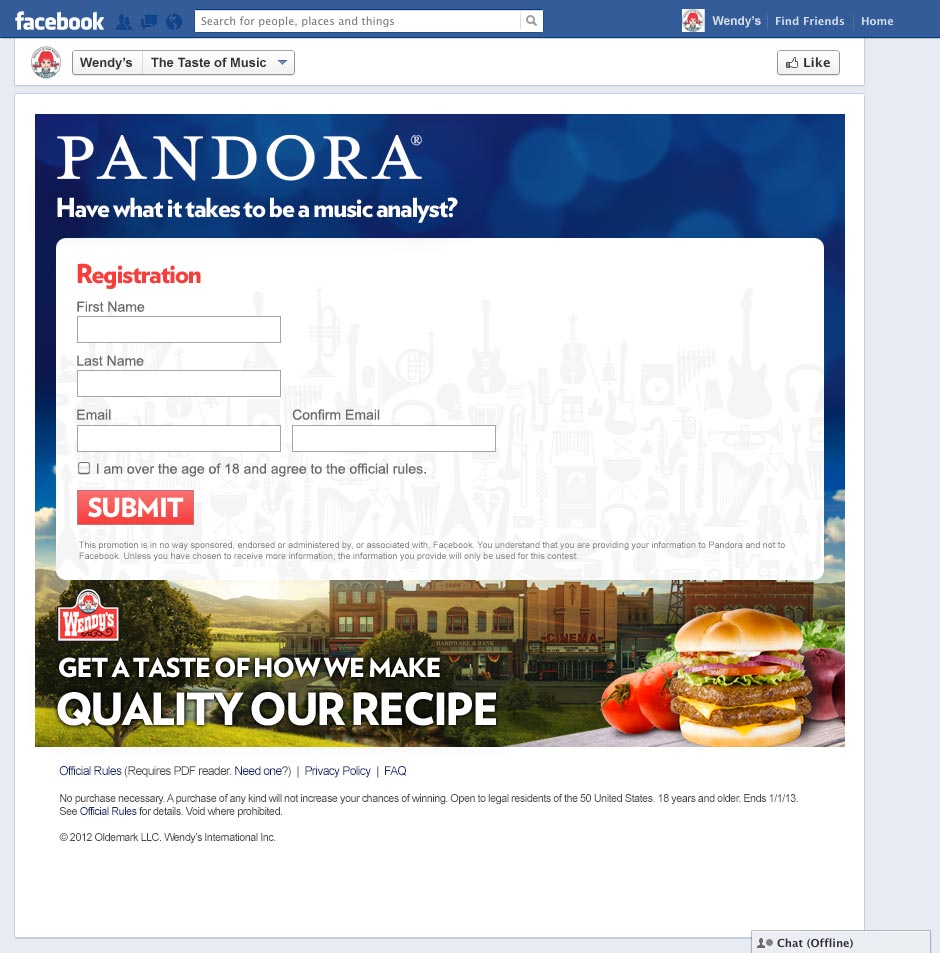 facebook
Search for people, places and things
Wendy's
Find Friends
Home
Wendy's
The Taste of Music
Like
PANDORA®
Have what it takes to be a music analyst?
Registration
First Name
Last Name
Email
Confirm Email
I am over the age of 18 and agree to the official rules.
SUBMIT
This promotion is in no way sponsored, endorsed or administered by, or associated with, Facebook. You understand that you are providing your information to Pandora and not to
Facebook. Unless you have chosen to receive more information, the information you provide will only be used for this contest.
HARDWARE & BANK
CINEMA
WENDY'S
GET A TASTE OF HOW WE MAKE
QUALITY OUR RECIPE
Official Rules (Requires PDF reader. Need one?) | Privacy Policy | FAQ
No purchase necessary. A purchase of any kind will not increase your chances of winning. Open to legal residents of the 50 United States. 18 years and older. Ends 1/1/13.
See Official Rules for details. Void where prohibited.
© 2012 Oldemark LLC. Wendy's International Inc.
Chat (Offline)